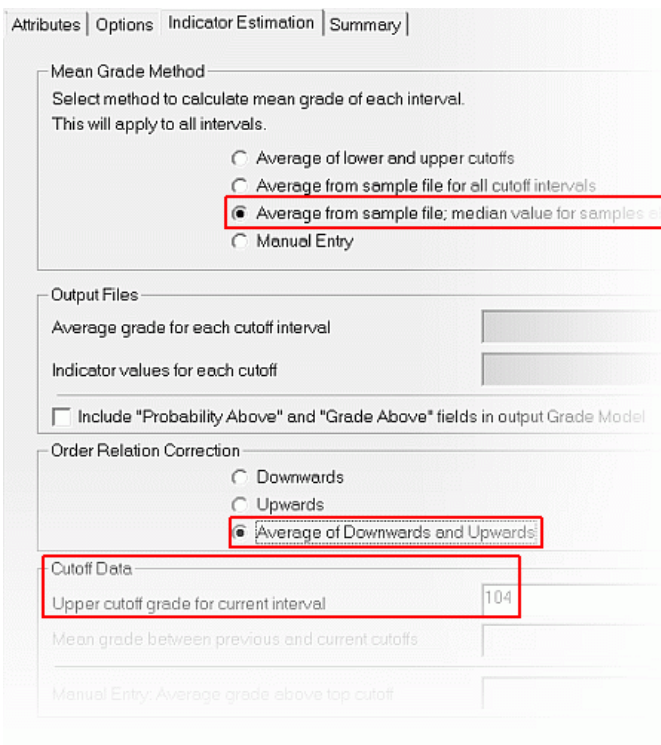 Attributes Options Indicator Estimation Summary
Mean Grade Method
Select method to calculate mean grade of each interval.
This will apply to all intervals.
Average of lower and upper cutoffs
Average from sample file for all cutoff intervals
Average from sample file; median value for samples
Manual Entry
Output Files
Average grade for each cutoff interval
Indicator values for each cutoff
Include "Probability Above" and "Grade Above" fields in output Grade Model
Order Relation Correction
Downwards
Upwards
Average of Downwards and Upwards
Cutoff Data
Upper cutoff grade for current interval 104
Mean grade between previous and current cutoffs
Manual Entry: Average grade above top cutoff